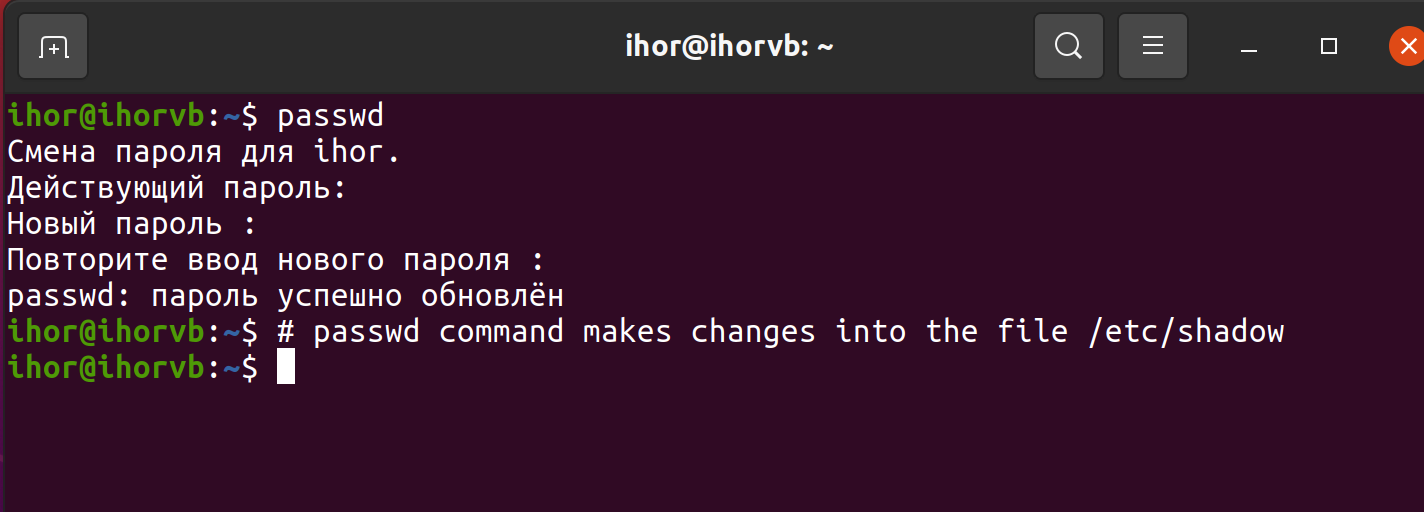 ihor@ihorvb: ~
ihor@ihorvb:~$ passwd
Смена пароля для ihor.
Действующий пароль:
Новый пароль :
Повторите ввод нового пароля :
passwd: пароль успешно обновлён
ihor@ihorvb:~$ # passwd command makes changes into the file /etc/shadow
ihor@ihorvb:~$